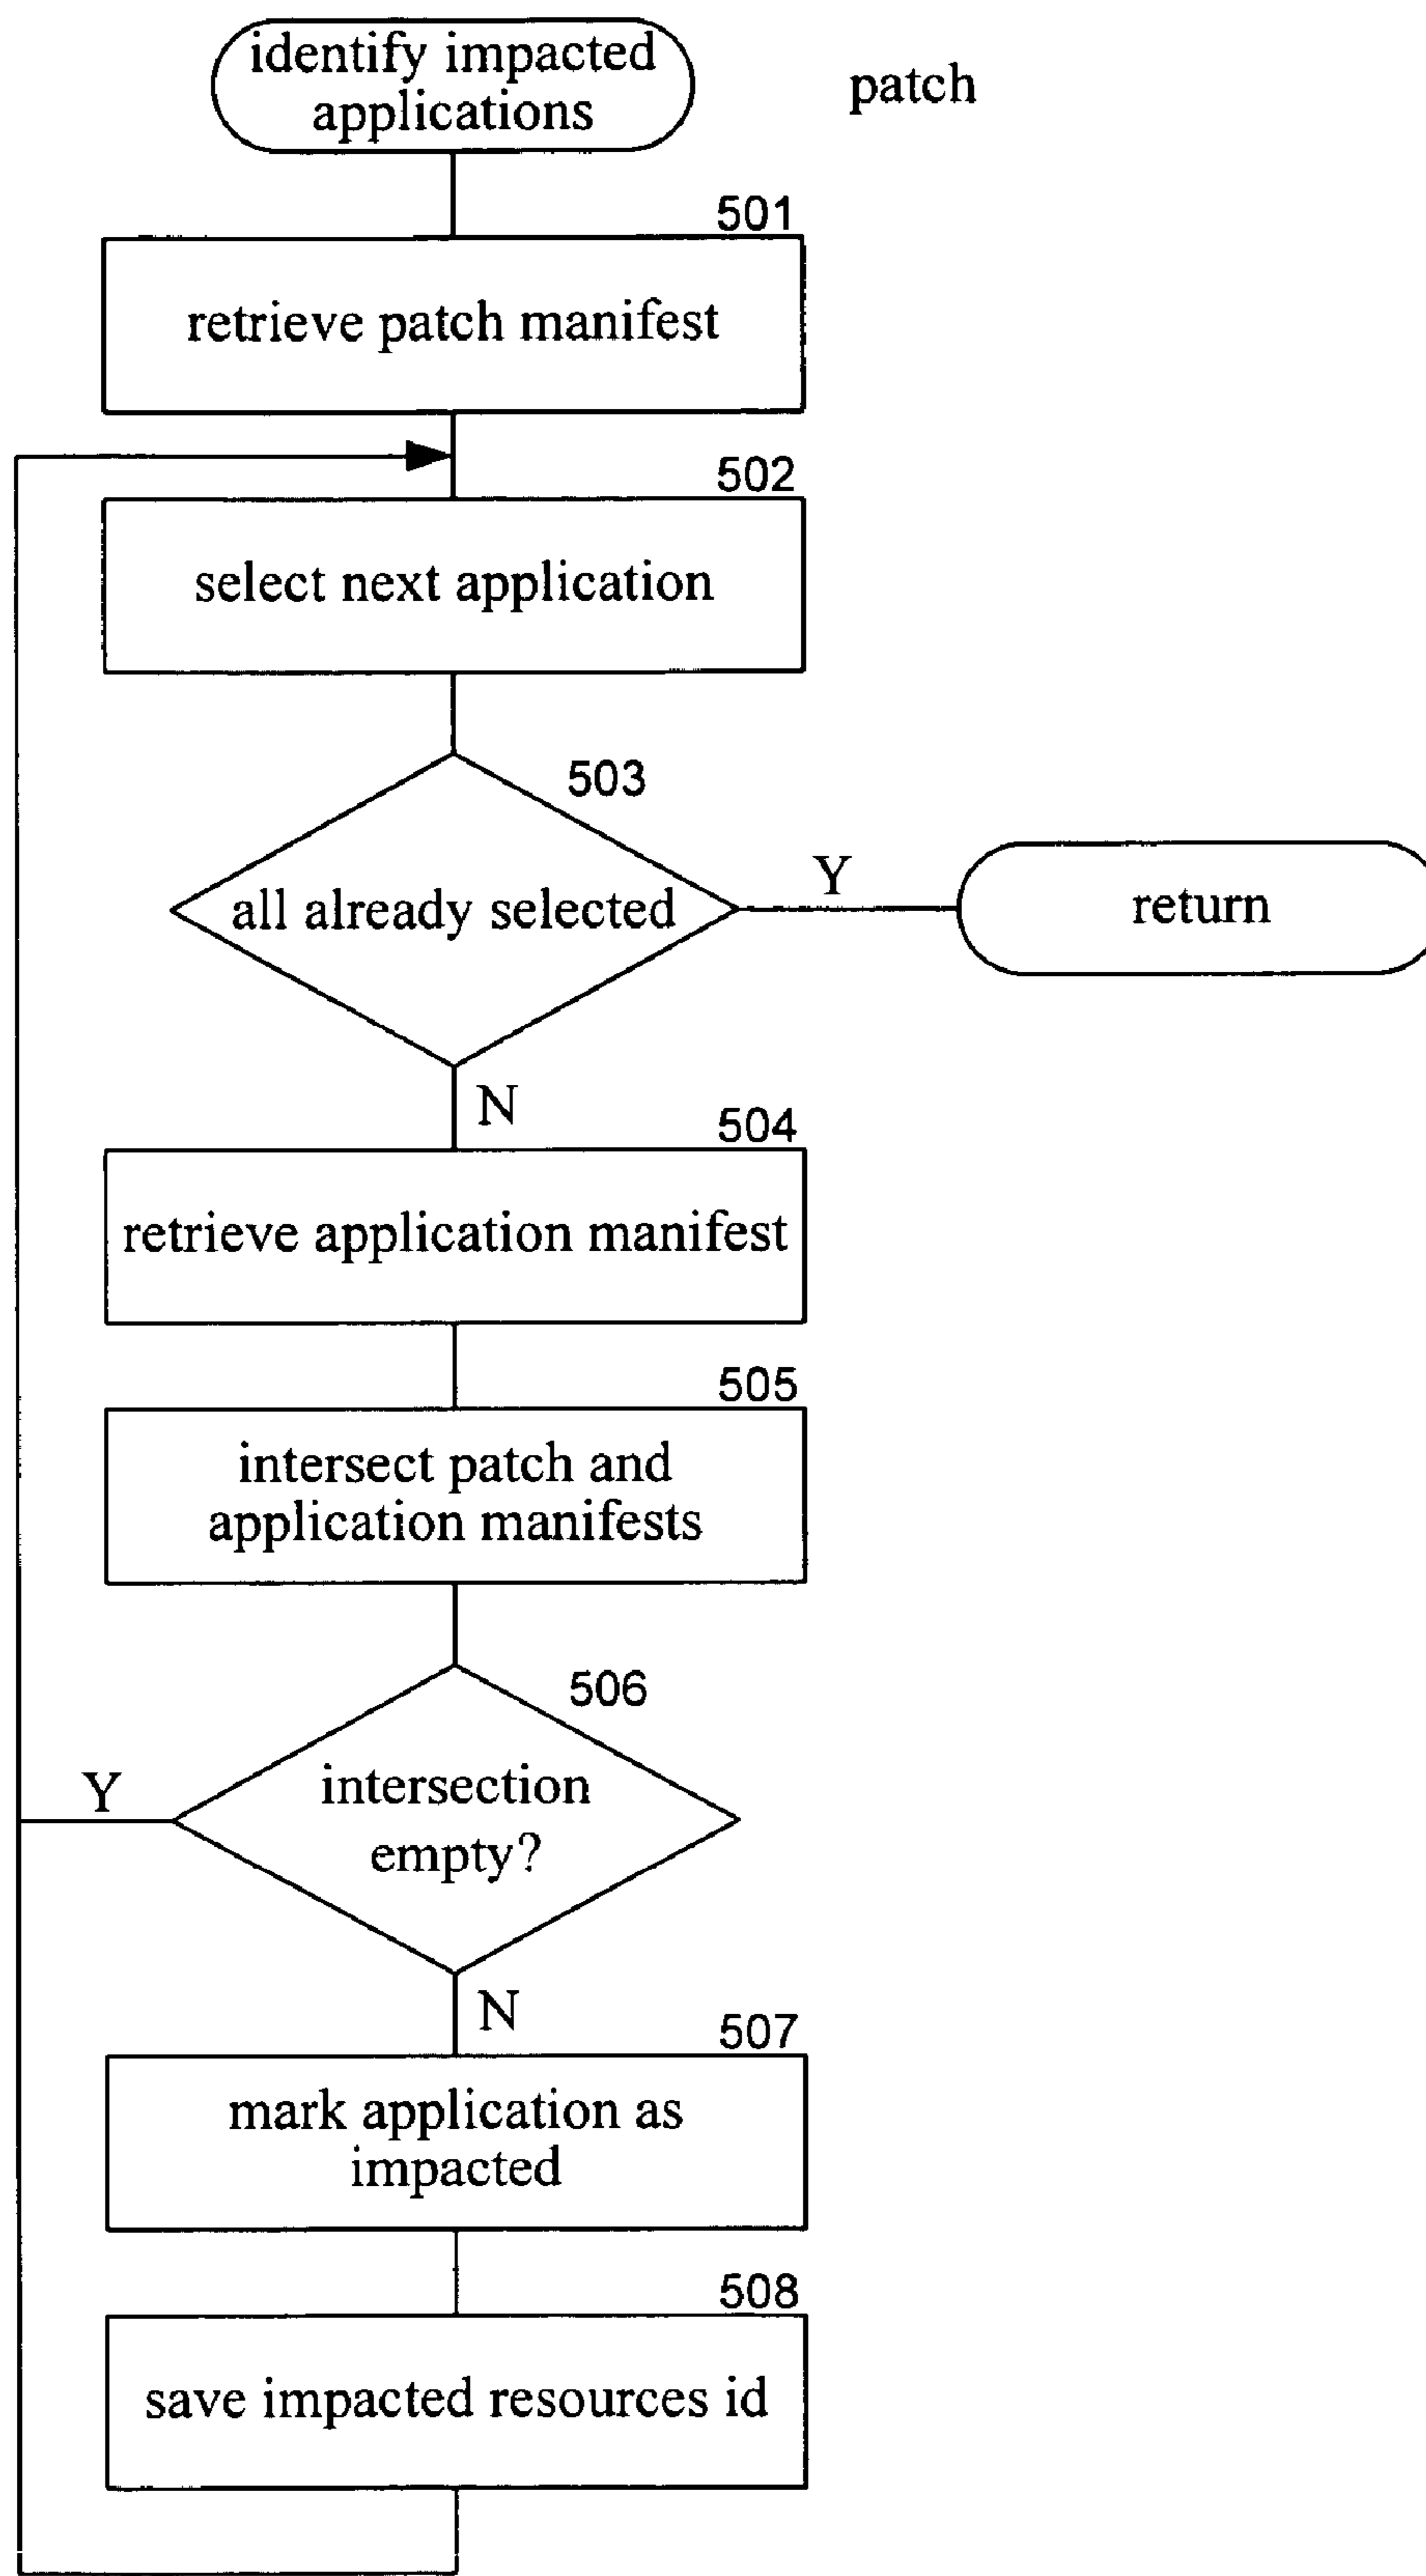 identify impacted
applications
patch
501
retrieve patch manifest
502
select next application
503
all already selected
Y
return
N
504
retrieve application manifest
505
intersect patch and
application manifests
506
Y
intersection
empty?
N
507
mark application as
impacted
508
save impacted resources id